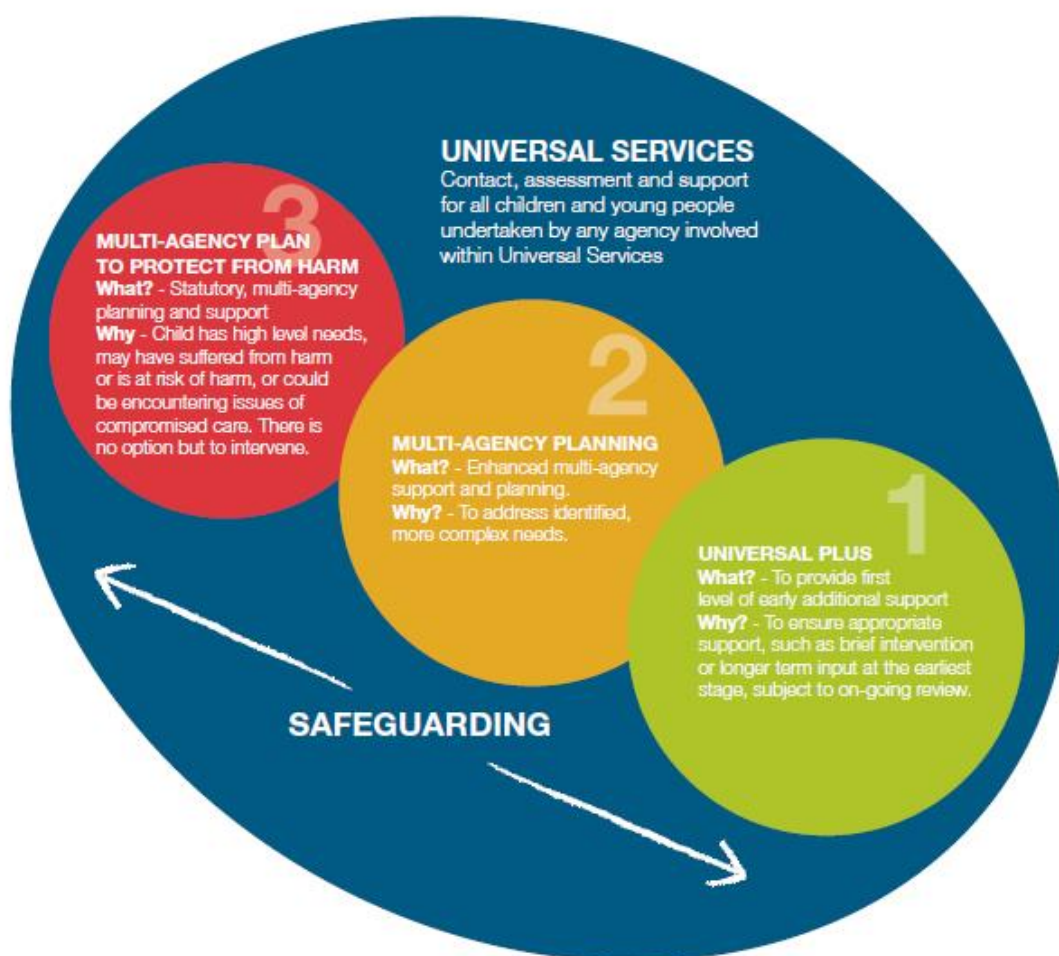 UNIVERSAL SERVICES
Contact, assessment and support
for all children and young people
undertaken by any agency involved
within Universal Services
3
MULTI-AGENCY PLAN
TO PROTECT FROM HARM
What? - Statutory, multi-agency
planning and support
Why - Child has high level needs,
may have suffered from harm
or is at risk of harm, or could
be encountering issues of
compromised care. There is
no option but to intervene.
2
MULTI-AGENCY PLANNING
What? - Enhanced multi-agency
support and planning.
Why? - To address identified,
more complex needs.
1
UNIVERSAL PLUS
What? - To provide first
level of early additional support
Why? - To ensure appropriate
support, such as brief intervention
or longer term input at the earliest
stage, subject to on-going review.
SAFEGUARDING